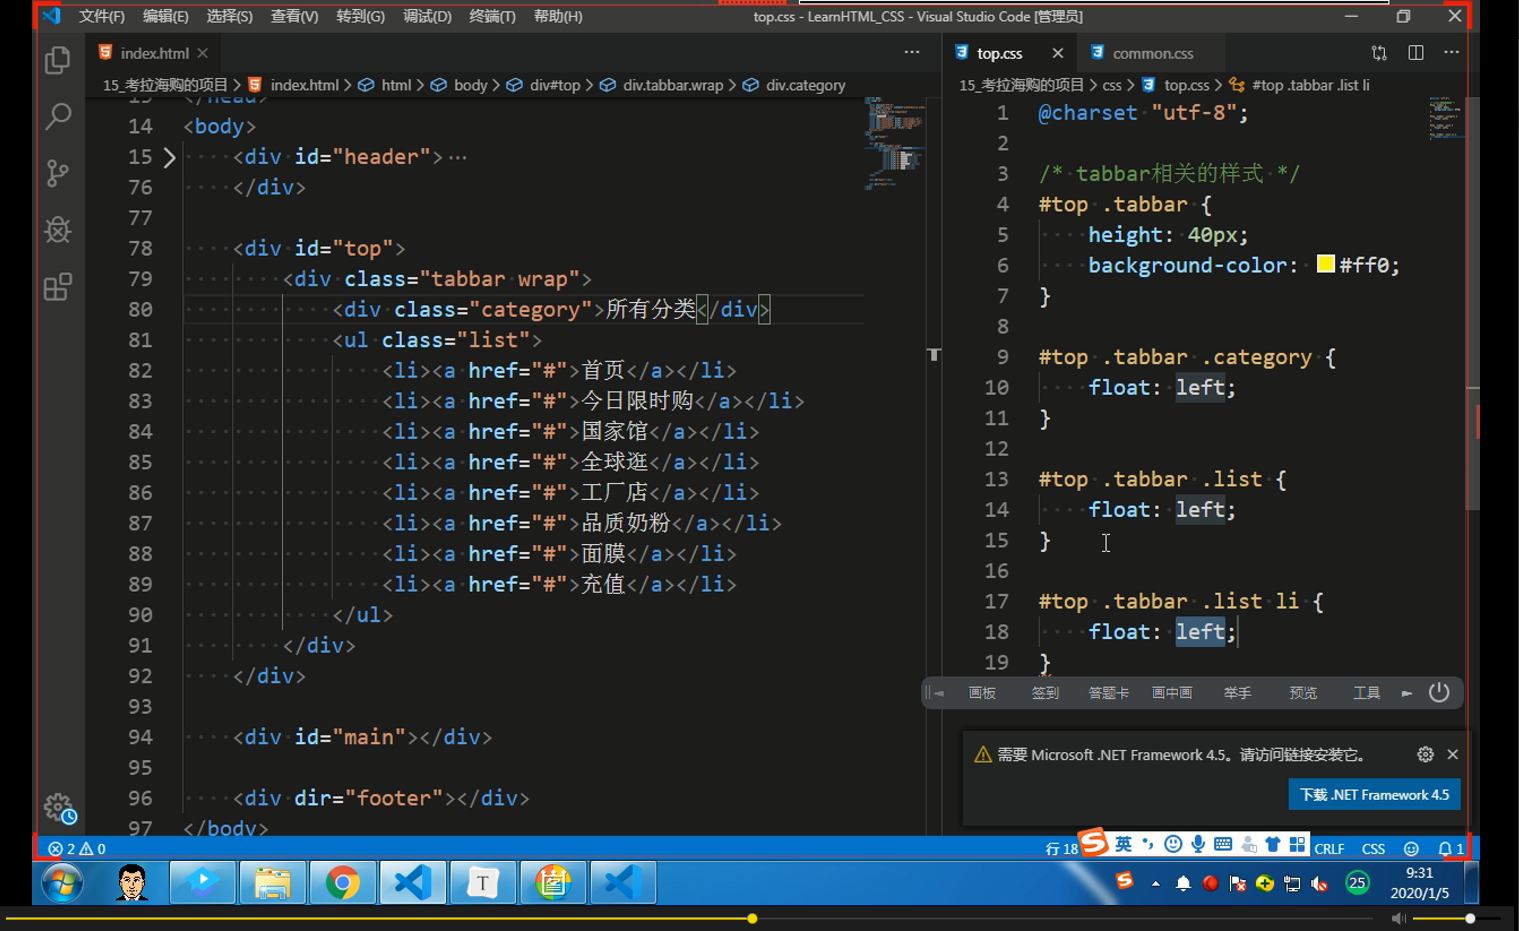 文件(F) 编辑(E) 选择(S) 查看(V) 转到(G) 调试(D) 终端(T) 帮助(H) top.css - LearnHTML_CSS - Visual Studio Code [管理员]
index.html
15_考拉海购的项目 > index.html > html > body > div#top > div.tabbar.wrap > div.category
14 <body>
15 <div id="header">…
76 </div>
77
78 <div id="top">
79 <div class="tabbar wrap">
80 <div class="category">所有分类</div>
81 <ul class="list">
82 <li><a href="#">首页</a></li>
83 <li><a href="#">今日限时购</a></li>
84 <li><a href="#">国家馆</a></li>
85 <li><a href="#">全球逛</a></li>
86 <li><a href="#">工厂店</a></li>
87 <li><a href="#">品质奶粉</a></li>
88 <li><a href="#">面膜</a></li>
89 <li><a href="#">充值</a></li>
90 </ul>
91 </div>
92 </div>
93
94 <div id="main"></div>
95
96 <div dir="footer"></div>
97 </body>
top.css common.css
15_考拉海购的项目 > css > top.css > #top .tabbar .list li
1 @charset "utf-8";
2
3 /* tabbar相关的样式 */
4 #top .tabbar {
5 height: 40px;
6 background-color: #ff0;
7 }
8
9 #top .tabbar .category {
10 float: left;
11 }
12
13 #top .tabbar .list {
14 float: left;
15 }
16
17 #top .tabbar .list li {
18 float: left;
19 }
画板 签到 答题卡 画中画 举手 预览 工具
需要 Microsoft .NET Framework 4.5。请访问链接安装它。
下载 .NET Framework 4.5
2 0 行 18 英 CRLF CSS 1
T 25 9:31
2020/1/5